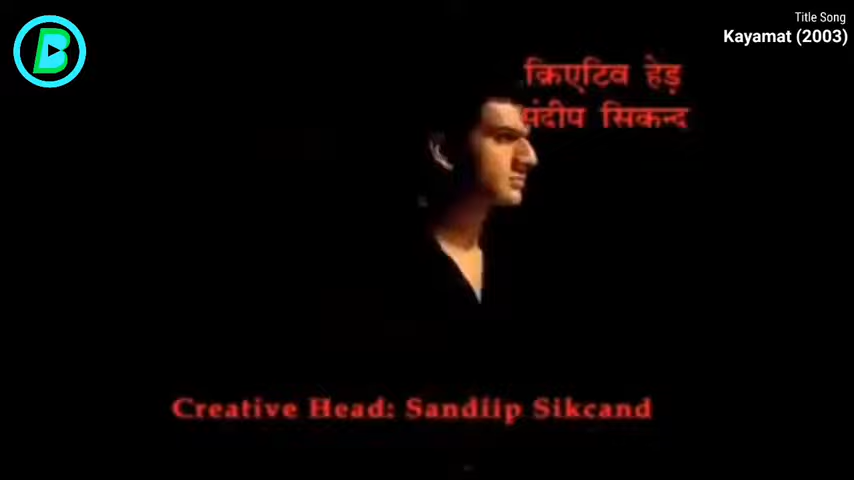 Title Song
Kayamat (2003)
क्रिएटिव हेड़
संदीप सिकन्द
Creative Head: Sandiip Sikcand